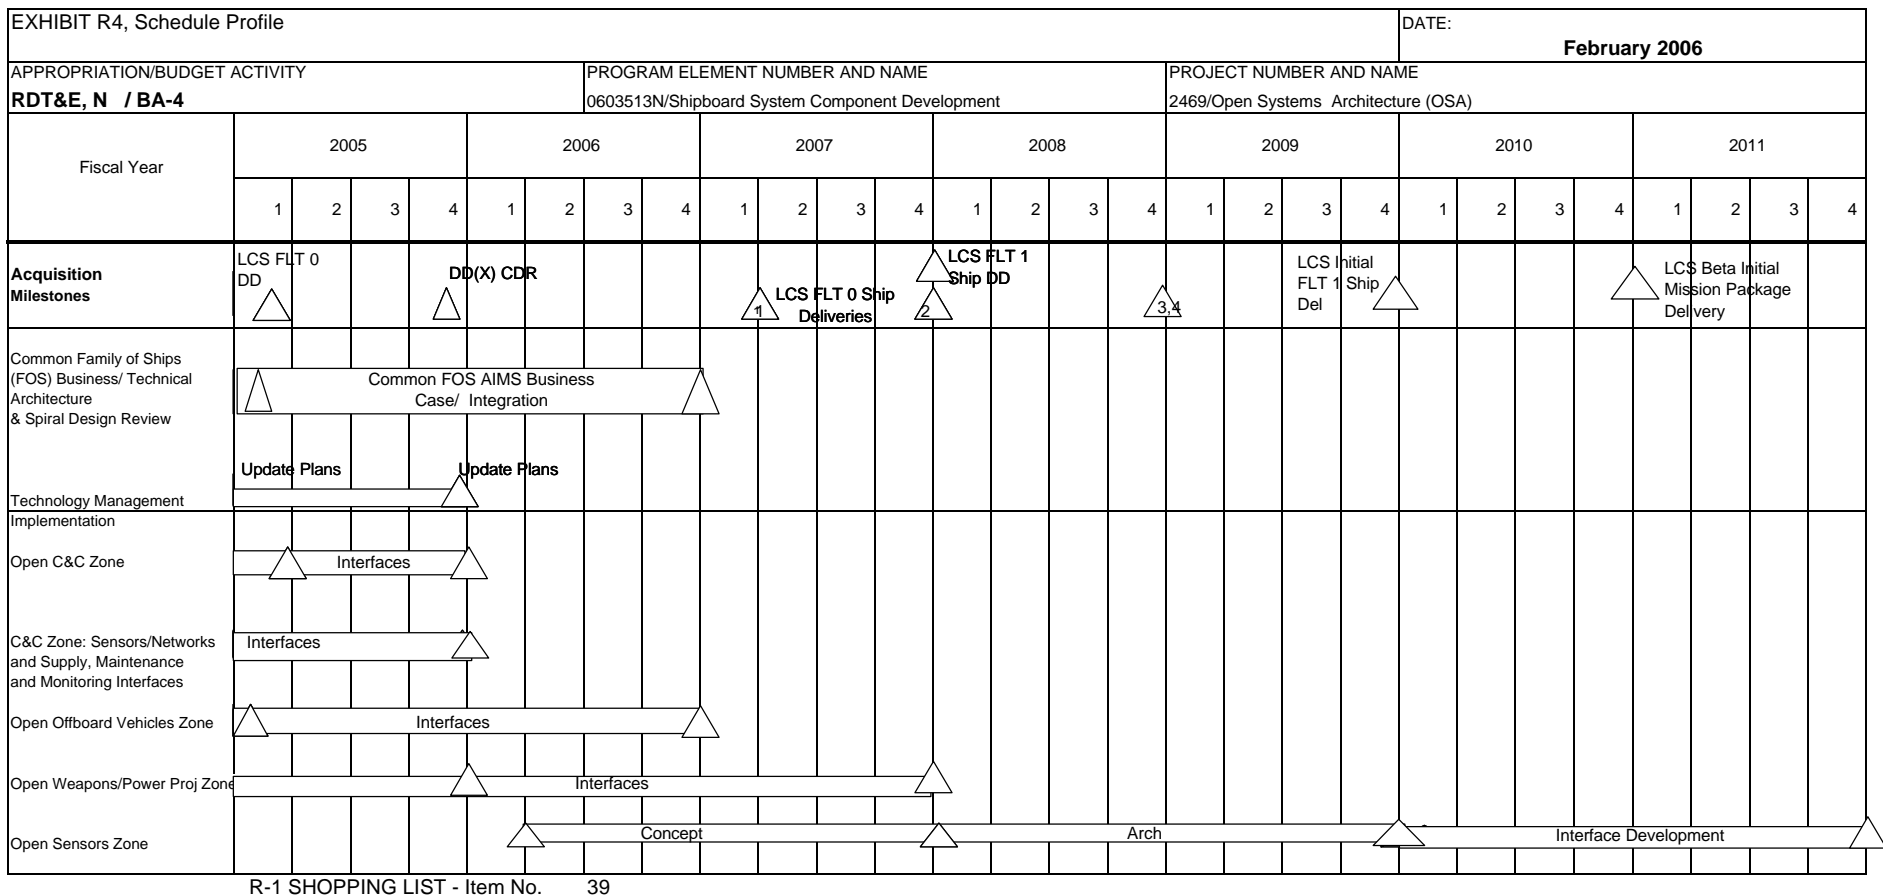 EXHIBIT R4, Schedule Profile
DATE:
February 2006
APPROPRIATION/BUDGET ACTIVITY
PROGRAM ELEMENT NUMBER AND NAME
PROJECT NUMBER AND NAME
RDT&E, N / BA-4
0603513N/Shipboard System Component Development
2469/Open Systems Architecture (OSA)
Fiscal Year
2005 2006 2007 2008 2009 2010 2011
1 2 3 4 1 2 3 4 1 2 3 4 1 2 3 4 1 2 3 4 1 2 3 4 1 2 3 4
Acquisition
Milestones
LCS FLT 0
DD
DD(X) CDR
1
LCS FLT 0 Ship
Deliveries
2
LCS FLT 1
Ship DD
3,4
LCS Initial
FLT 1 Ship
Del
LCS Beta Initial
Mission Package
Delivery
Common Family of Ships
(FOS) Business/ Technical
Architecture
& Spiral Design Review
Common FOS AIMS Business
Case/ Integration
Update Plans
Update Plans
Technology Management
Implementation
Open C&C Zone
Interfaces
C&C Zone: Sensors/Networks
and Supply, Maintenance
and Monitoring Interfaces
Interfaces
Open Offboard Vehicles Zone
Interfaces
Open Weapons/Power Proj Zone
Interfaces
Open Sensors Zone
Concept
Arch
Interface Development
R-1 SHOPPING LIST - Item No. 39